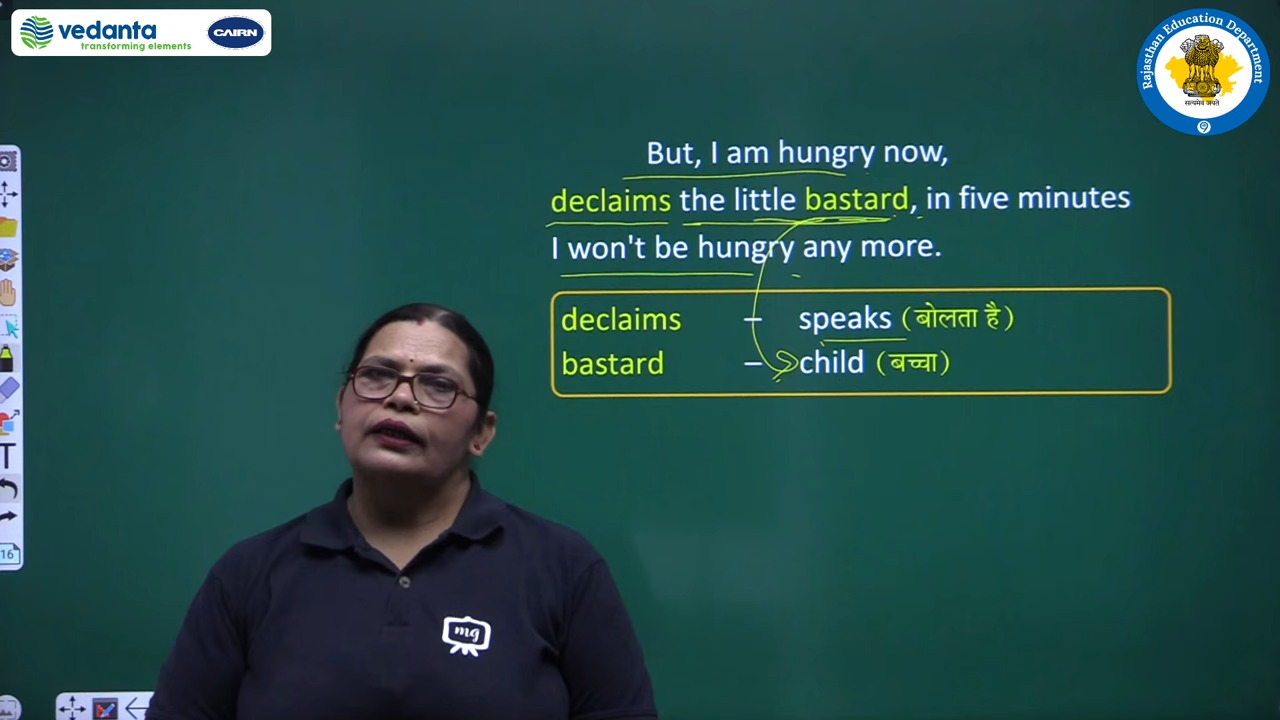 vedanta
transforming elements
CAIRN
Rajasthan Education Department
सत्यमेव जयते
But, I am hungry now,
declaims the little bastard, in five minutes
I won't be hungry any more.
declaims – speaks (बोलता है)
bastard – child (बच्चा)
mg
T
16